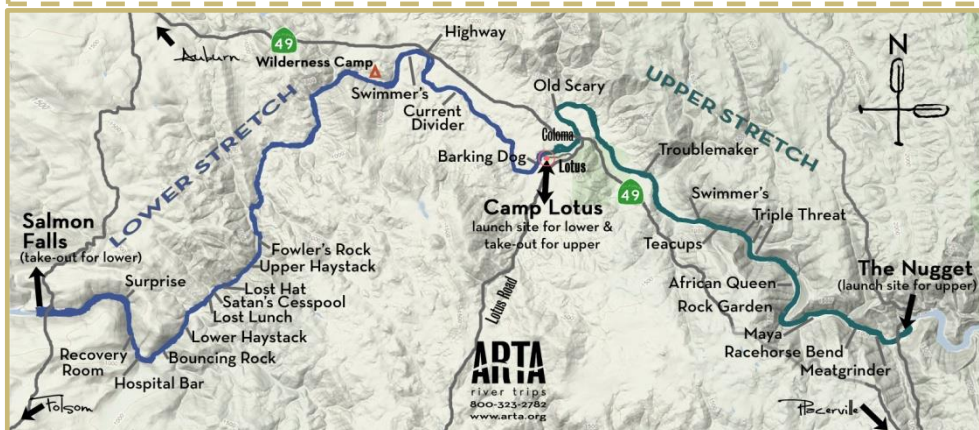 Auburn
49
Wilderness Camp
Highway
N
LOWER STRETCH
Swimmer's
Current
Divider
Old Scary
Coloma
UPPER STRETCH
Barking Dog
Lotus
Troublemaker
49
Camp Lotus
launch site for lower &
take-out for upper
Swimmer's
Triple Threat
Teacups
Salmon
Falls
(take-out for lower)
Surprise
Fowler's Rock
Upper Haystack
Lost Hat
Satan's Cesspool
Lost Lunch
Lower Haystack
Bouncing Rock
Recovery
Room
Hospital Bar
Folsom
Lotus Road
African Queen
Rock Garden
The Nugget
(launch site for upper)
Maya
Racehorse Bend
Meatgrinder
Placerville
ARTA
river trips
800-323-2782
www.arta.org